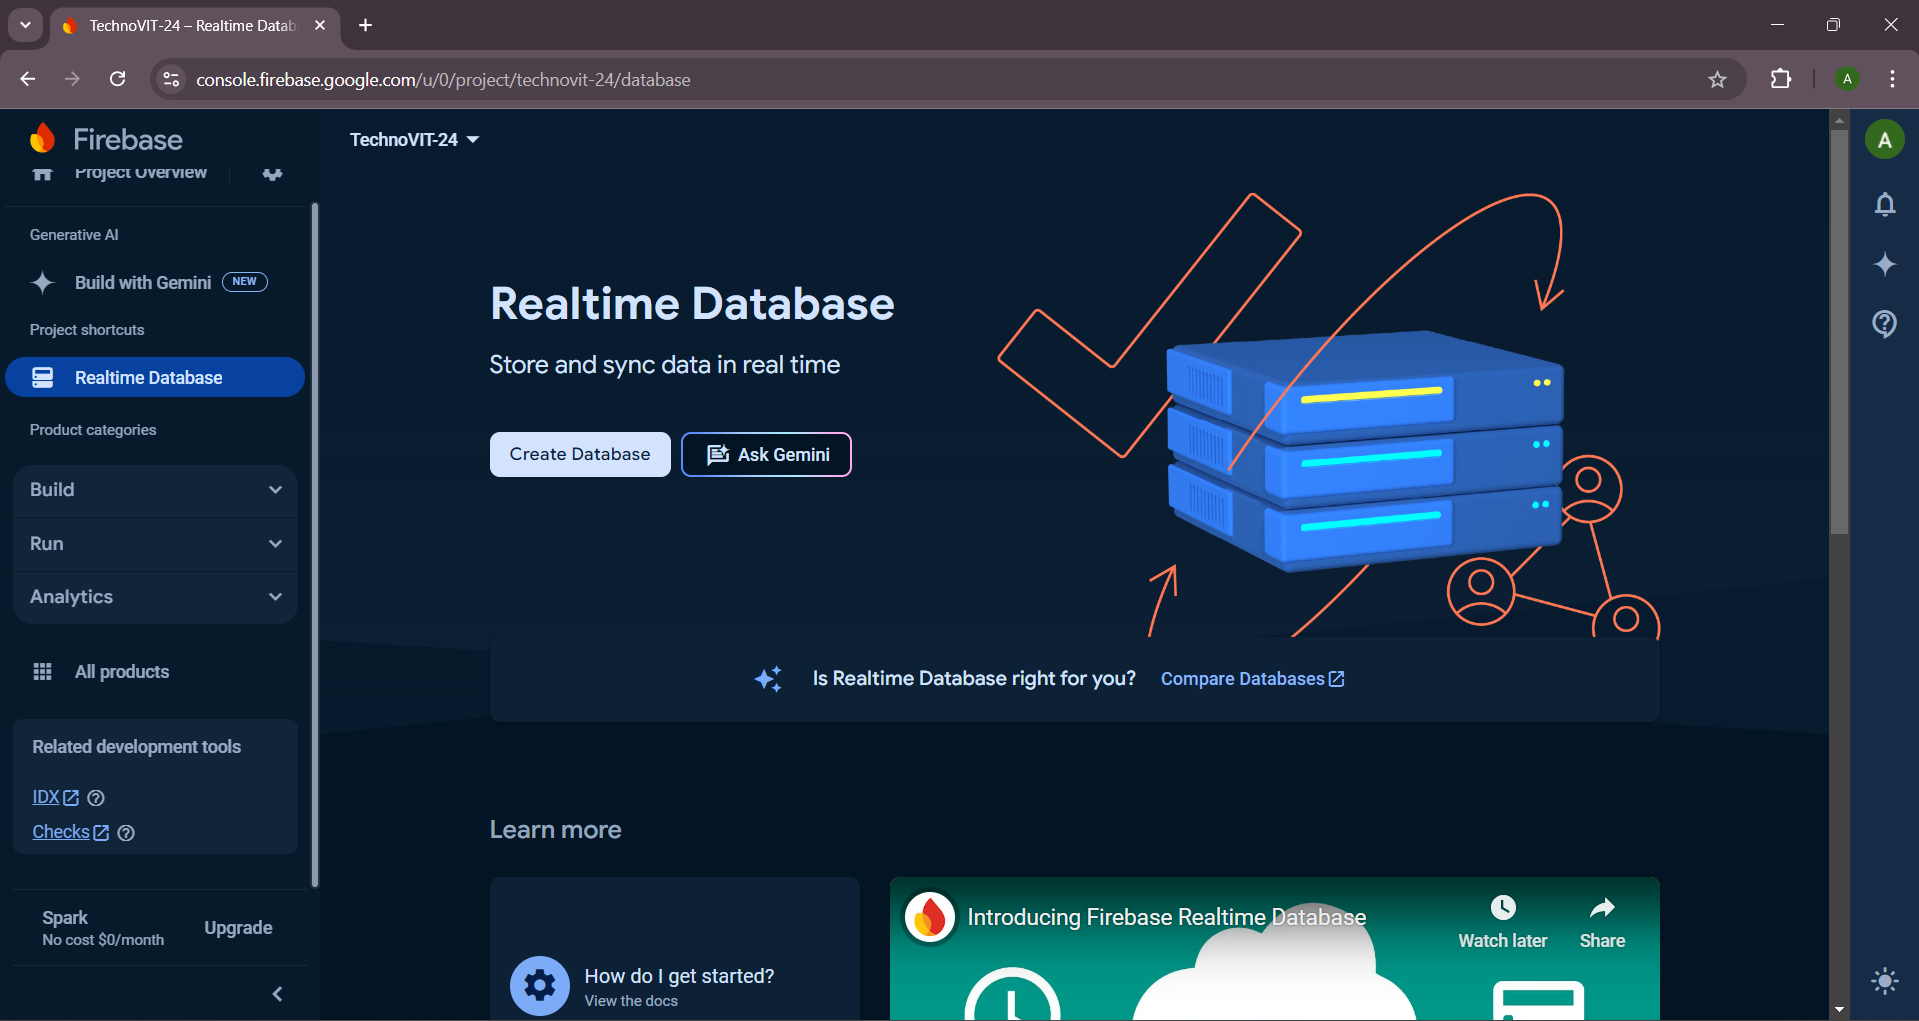 TechnoVIT-24 – Realtime Datab
console.firebase.google.com/u/0/project/technovit-24/database
A
Firebase
Project Overview
TechnoVIT-24
A
Generative AI
Build with Gemini NEW
Project shortcuts
Realtime Database
Product categories
Build
Run
Analytics
All products
Related development tools
IDX
Checks
Spark
No cost $0/month
Upgrade
Realtime Database
Store and sync data in real time
Create Database
Ask Gemini
Is Realtime Database right for you? Compare Databases
Learn more
How do I get started?
View the docs
Introducing Firebase Realtime Database
Watch later
Share